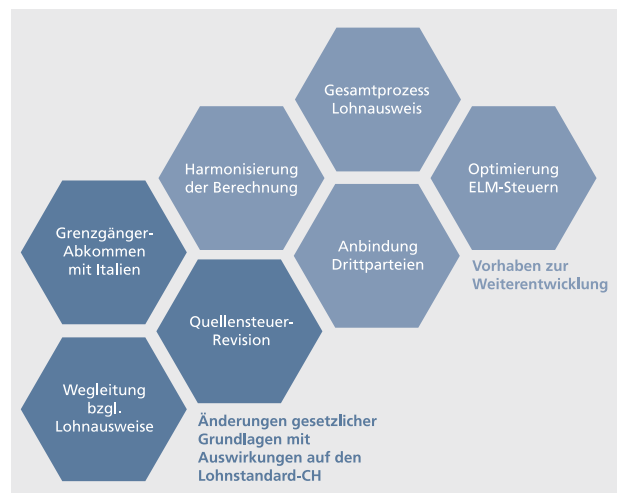 Gesamtprozess
Lohnausweis
Harmonisierung
der Berechnung
Optimierung
ELM-Steuern
Grenzgänger-
Abkommen
mit Italien
Anbindung
Drittparteien
Vorhaben zur
Weiterentwicklung
Quellensteuer-
Revision
Wegleitung
bzgl.
Lohnausweise
Änderungen gesetzlicher
Grundlagen mit
Auswirkungen auf den
Lohnstandard-CH